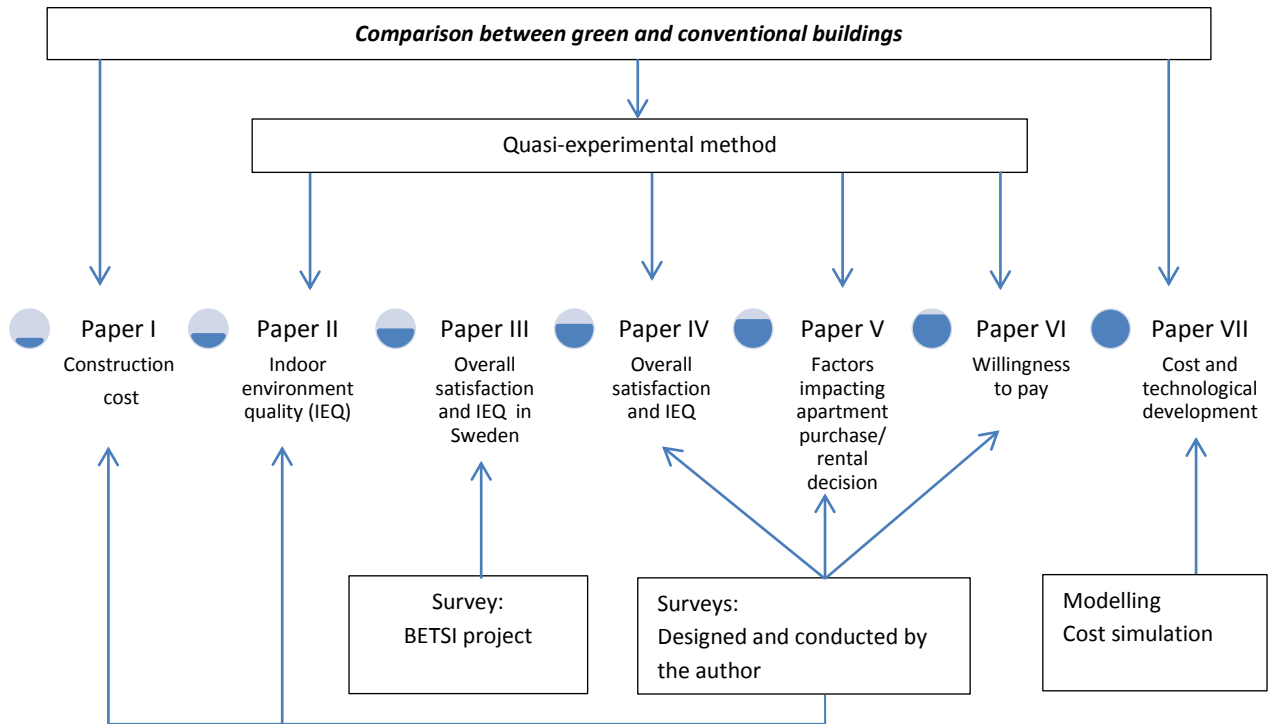 Comparison between green and conventional buildings
Quasi-experimental method
Paper I
Construction
cost
Paper II
Indoor
environment
quality (IEQ)
Paper III
Overall
satisfaction
and IEQ in
Sweden
Paper IV
Overall
satisfaction
and IEQ
Paper V
Factors
impacting
apartment
purchase/
rental
decision
Paper VI
Willingness
to pay
Paper VII
Cost and
technological
development
Survey:
BETSI project
Surveys:
Designed and conducted by
the author
Modelling
Cost simulation